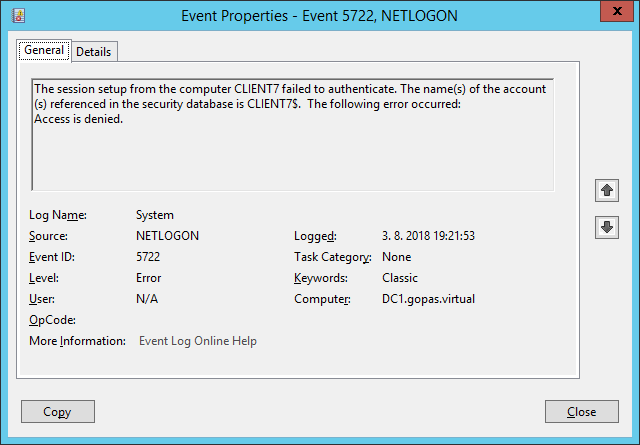 Event Properties - Event 5722, NETLOGON
x
General Details
The session setup from the computer CLIENT7 failed to authenticate. The name(s) of the account
(s) referenced in the security database is CLIENT7$.  The following error occurred:
Access is denied.
Log Name: System
Source: NETLOGON Logged: 3. 8. 2018 19:21:53
Event ID: 5722 Task Category: None
Level: Error Keywords: Classic
User: N/A Computer: DC1.gopas.virtual
OpCode:
More Information: Event Log Online Help
Copy Close